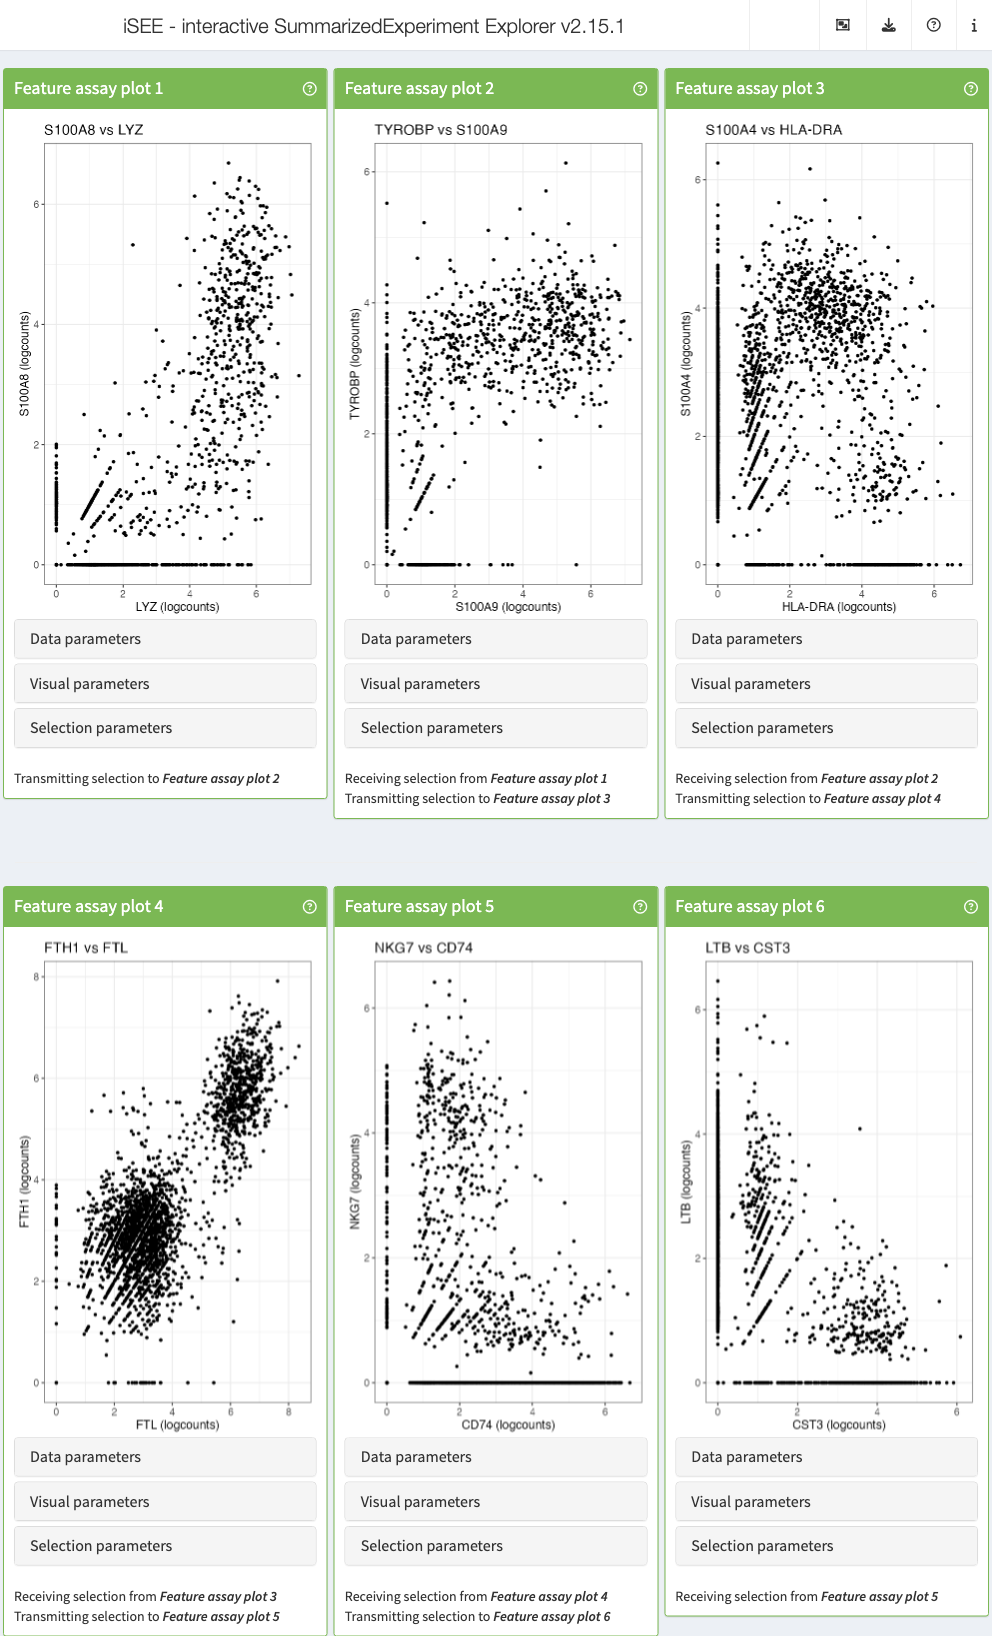 iSEE - interactive SummarizedExperiment Explorer v2.15.1
Feature assay plot 1
S100A8 vs LYZ
S100A8 (logcounts)
6
4
2
0
0 2 4 6
LYZ (logcounts)
Data parameters
Visual parameters
Selection parameters
Transmitting selection to Feature assay plot 2
Feature assay plot 2
TYROBP vs S100A9
TYROBP (logcounts)
6
4
2
0
0 2 4 6
S100A9 (logcounts)
Data parameters
Visual parameters
Selection parameters
Receiving selection from Feature assay plot 1
Transmitting selection to Feature assay plot 3
Feature assay plot 3
S100A4 vs HLA-DRA
S100A4 (logcounts)
6
4
2
0
0 2 4 6
HLA-DRA (logcounts)
Data parameters
Visual parameters
Selection parameters
Receiving selection from Feature assay plot 2
Transmitting selection to Feature assay plot 4
Feature assay plot 4
FTH1 vs FTL
FTH1 (logcounts)
8
6
4
2
0
0 2 4 6 8
FTL (logcounts)
Data parameters
Visual parameters
Selection parameters
Receiving selection from Feature assay plot 3
Transmitting selection to Feature assay plot 5
Feature assay plot 5
NKG7 vs CD74
NKG7 (logcounts)
6
4
2
0
0 2 4 6
CD74 (logcounts)
Data parameters
Visual parameters
Selection parameters
Receiving selection from Feature assay plot 4
Transmitting selection to Feature assay plot 6
Feature assay plot 6
LTB vs CST3
LTB (logcounts)
6
4
2
0
0 2 4 6
CST3 (logcounts)
Data parameters
Visual parameters
Selection parameters
Receiving selection from Feature assay plot 5